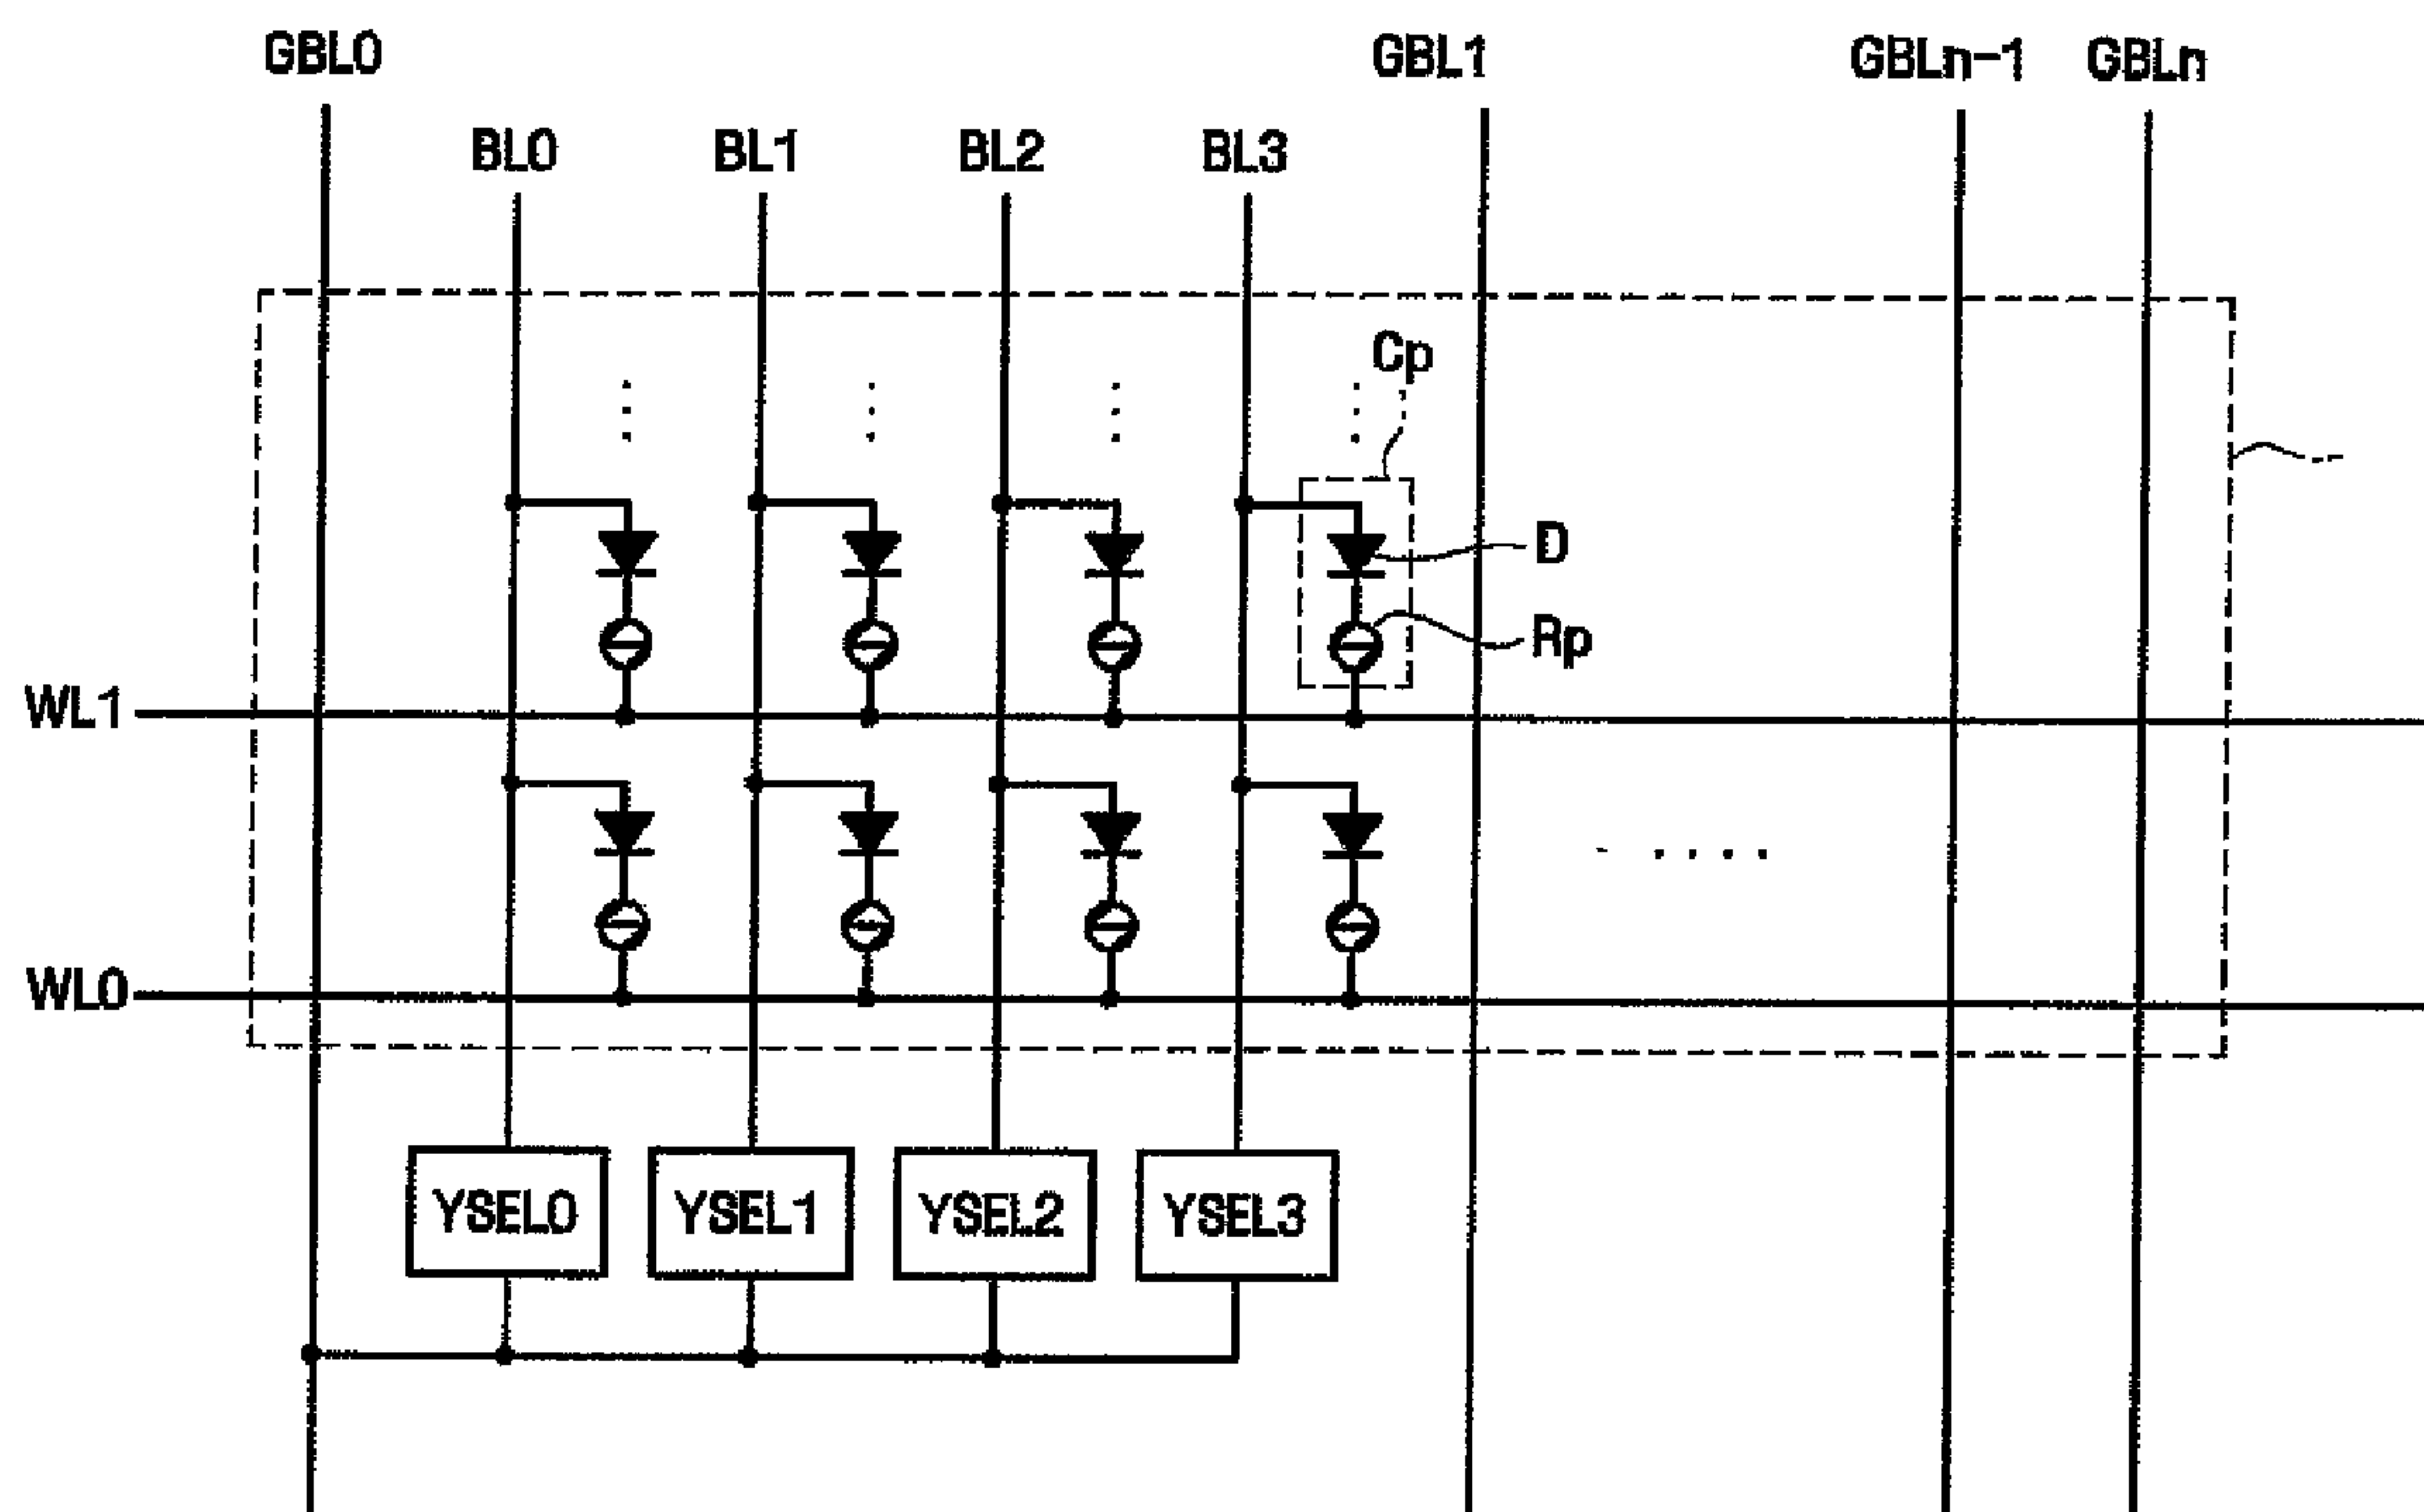 GBL0 GBL1 GBLn-1 GBLn
BL0 BL1 BL2 BL3
Cp
D
Rp
WL1
WL0
YSEL0 YSEL1 YSEL2 YSEL3